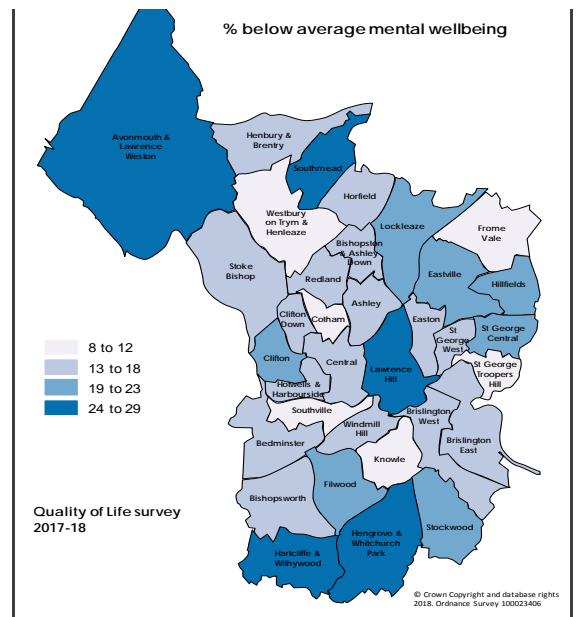 % below average mental wellbeing
Avonmouth &
Lawrence
Weston
Henbury &
Brentry
Southmead
Horfield
Westbury
on Trym &
Henleaze
Lockleaze
Frome
Vale
Bishopston
& Ashley
Down
Stoke
Bishop
Redland
Eastville
Hillfields
Ashley
Clifton
Down
Cotham
Easton
St
George
West
St George
Central
Clifton
Central
Lawrence
Hill
St George
Troopers
Hill
8 to 12
13 to 18
19 to 23
24 to 29
Hotwells &
Harbourside
Southville
Brislington
West
Windmill
Hill
Bedminster
Brislington
East
Knowle
Bishopsworth
Filwood
Stockwood
Quality of Life survey
2017-18
Hengrove &
Whitchurch
Park
Hartcliffe &
Withywood
© Crown Copyright and database rights
2018. Ordnance Survey 100023406